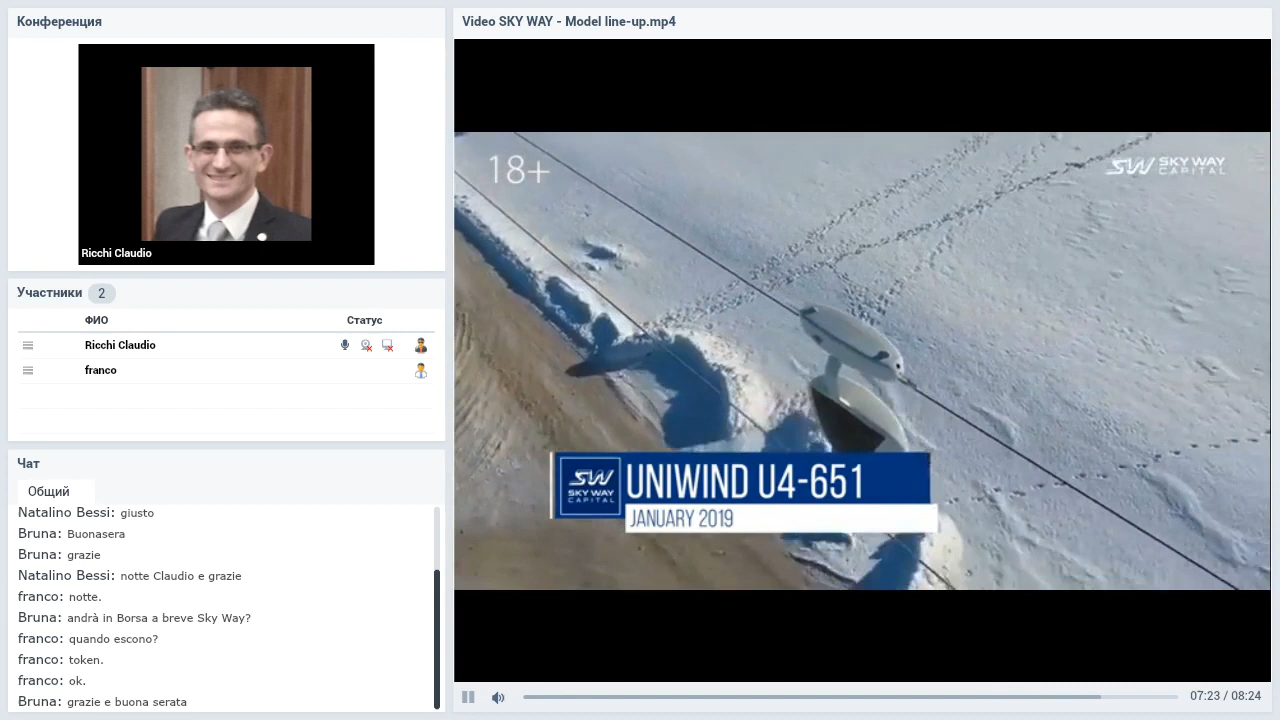 Конференция
Ricchi Claudio
Участники 2
ФИО Статус
Ricchi Claudio
franco
Чат
Общий
Natalino Bessi: giusto
Bruna: Buonasera
Bruna: grazie
Natalino Bessi: notte Claudio e grazie
franco: notte.
Bruna: andrà in Borsa a breve Sky Way?
franco: quando escono?
franco: token.
franco: ok.
Bruna: grazie e buona serata
Video SKY WAY - Model line-up.mp4
18+
SW SKY WAY
CAPITAL
SW
SKY WAY
CAPITAL
UNIWIND U4-651
JANUARY 2019
07:23 / 08:24